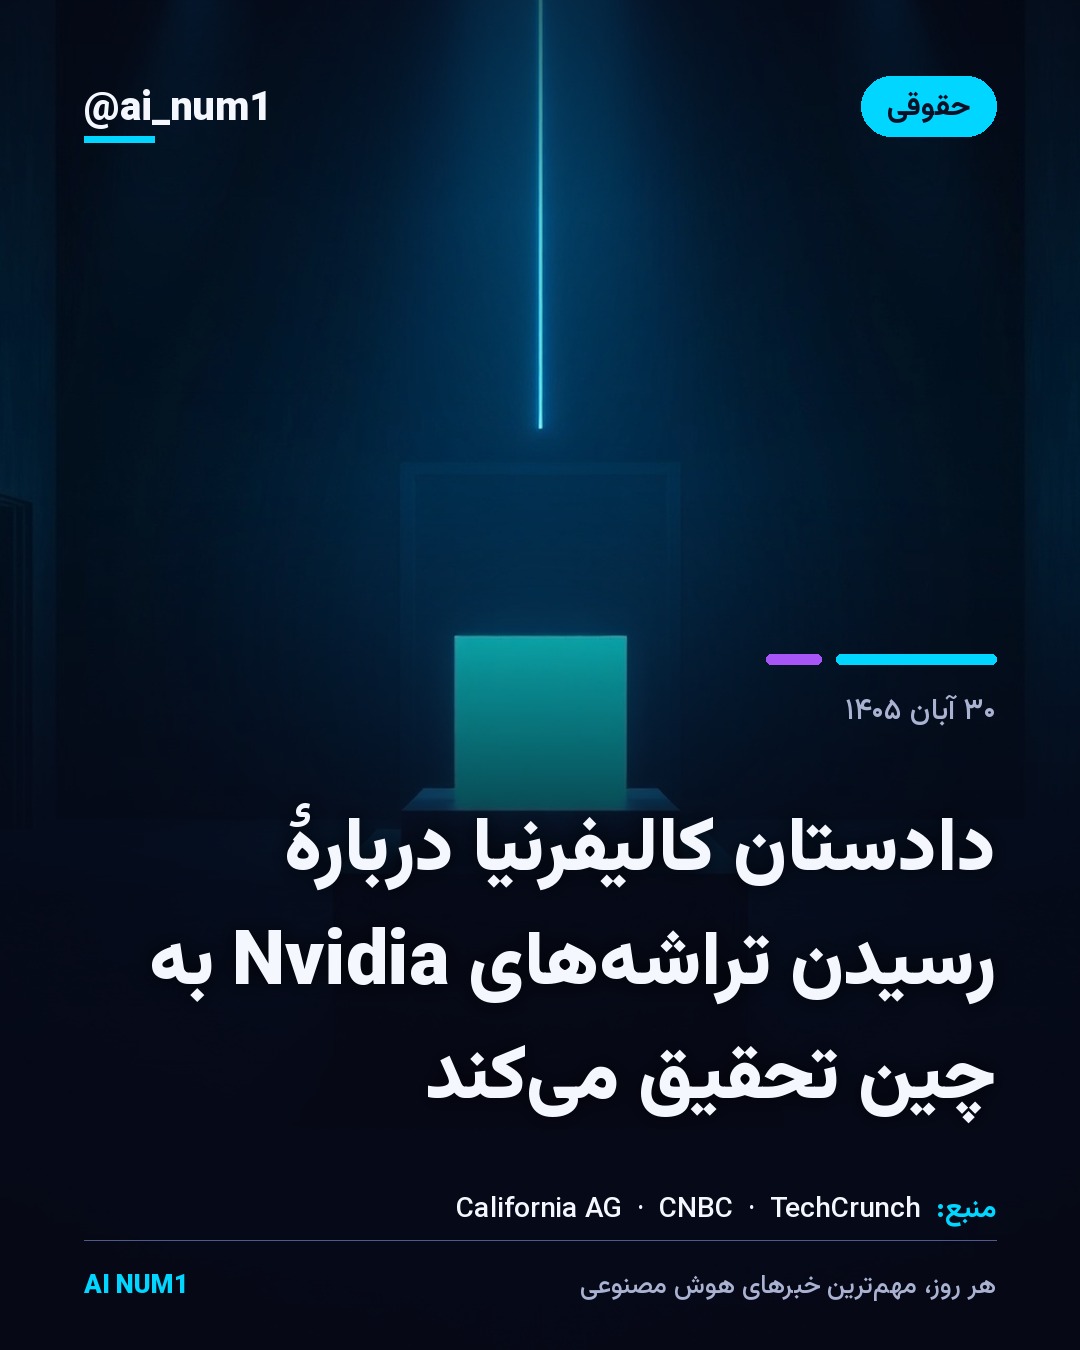 @ai_num1
حقوقی
۳۰ آبان ۱۴۰۵
دادستان کالیفرنیا دربارهٔ
رسیدن تراشه‌های Nvidia به
چین تحقیق می‌کند
منبع: TechCrunch · CNBC · California AG
هر روز، مهم‌ترین خبرهای هوش مصنوعی
AI NUM1